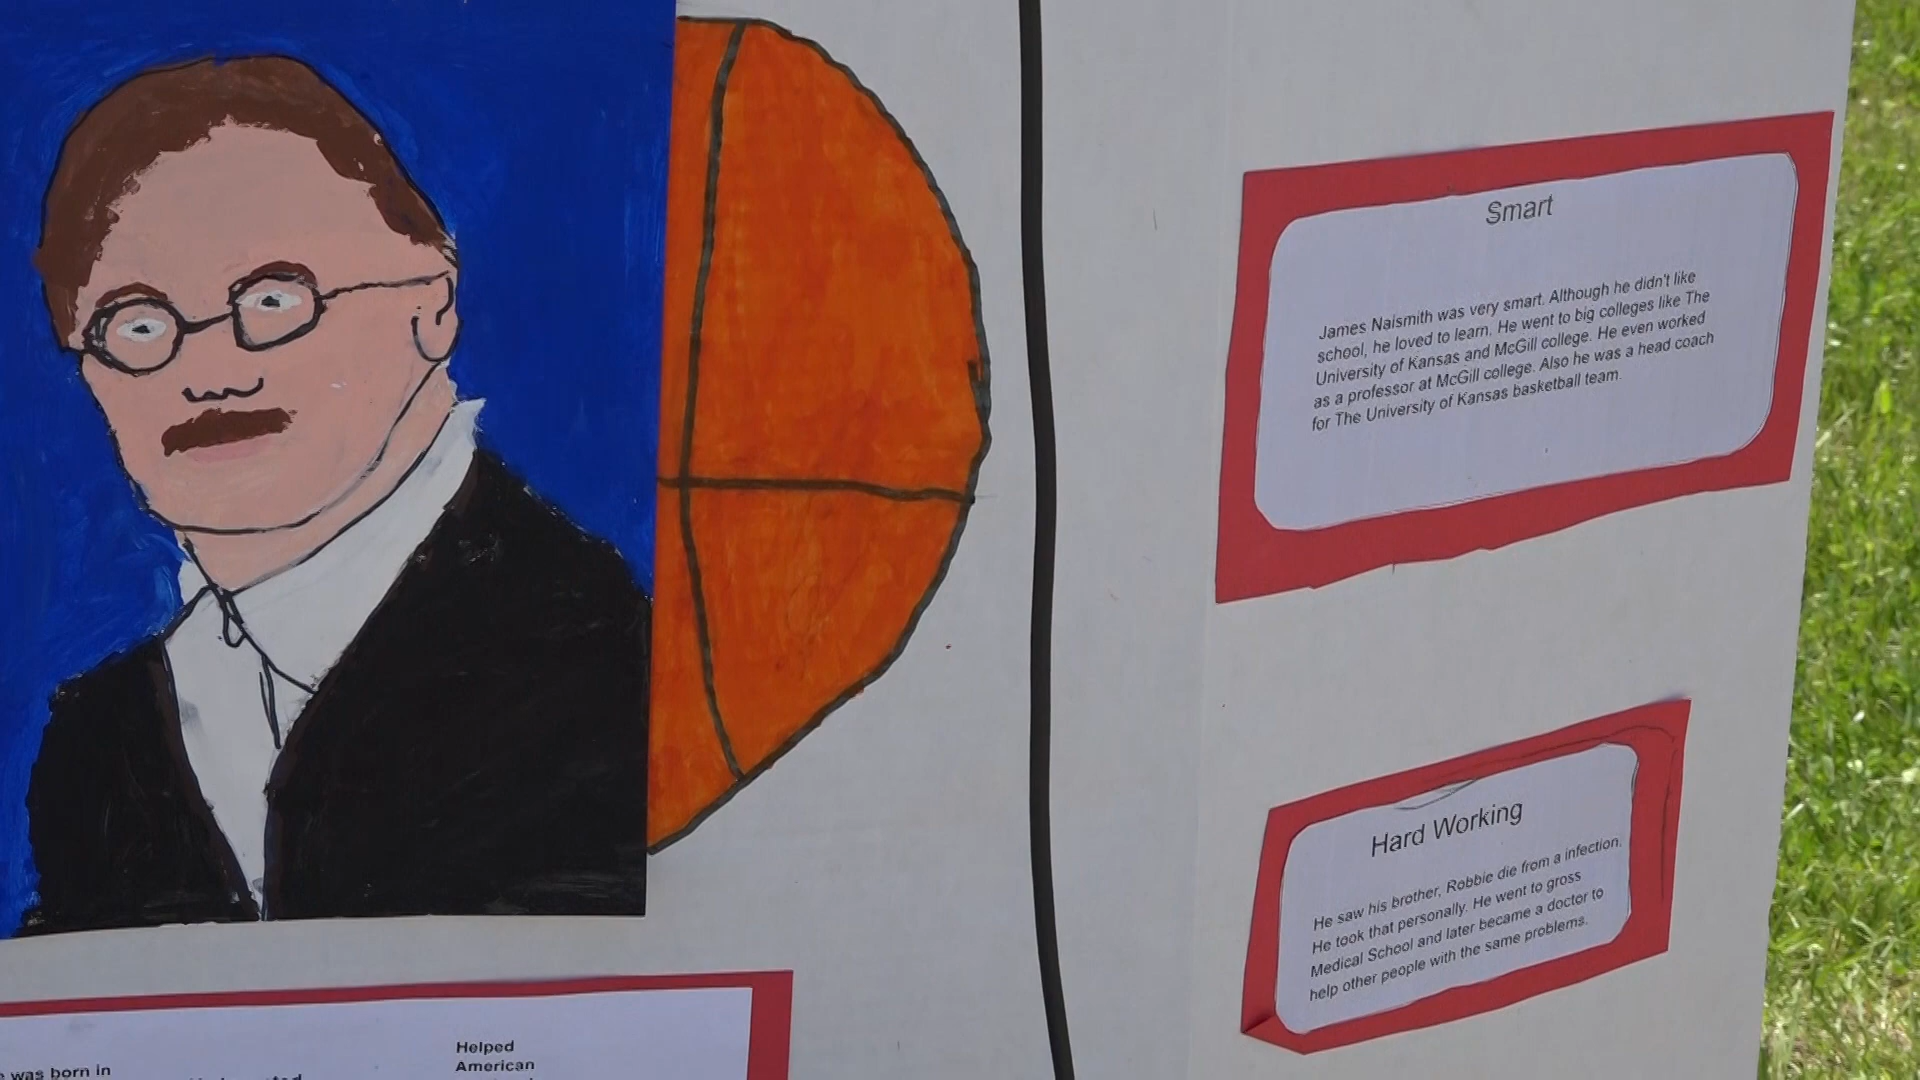 Smart
James Naismith was very smart. Although he didn't like
school, he loved to learn. He went to big colleges like The
University of Kansas and McGill college. He even worked
as a professor at McGill college. Also he was a head coach
for The University of Kansas basketball team.
Hard Working
He saw his brother, Robbie die from a infection.
He took that personally. He went to gross
Medical School and later became a doctor to
help other people with the same problems.
was born in
Helped
American